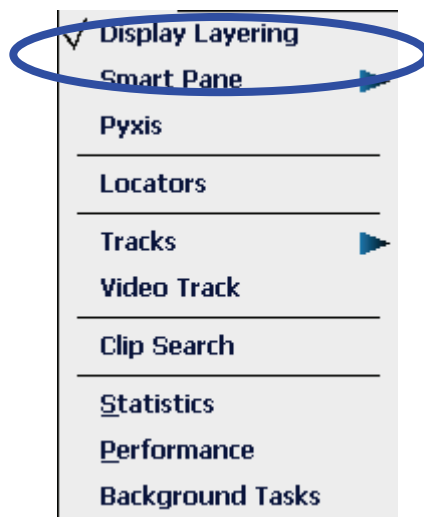 Display Layering
Smart Pane
Pyxis
Locators
Tracks
Video Track
Clip Search
Statistics
Performance
Background Tasks